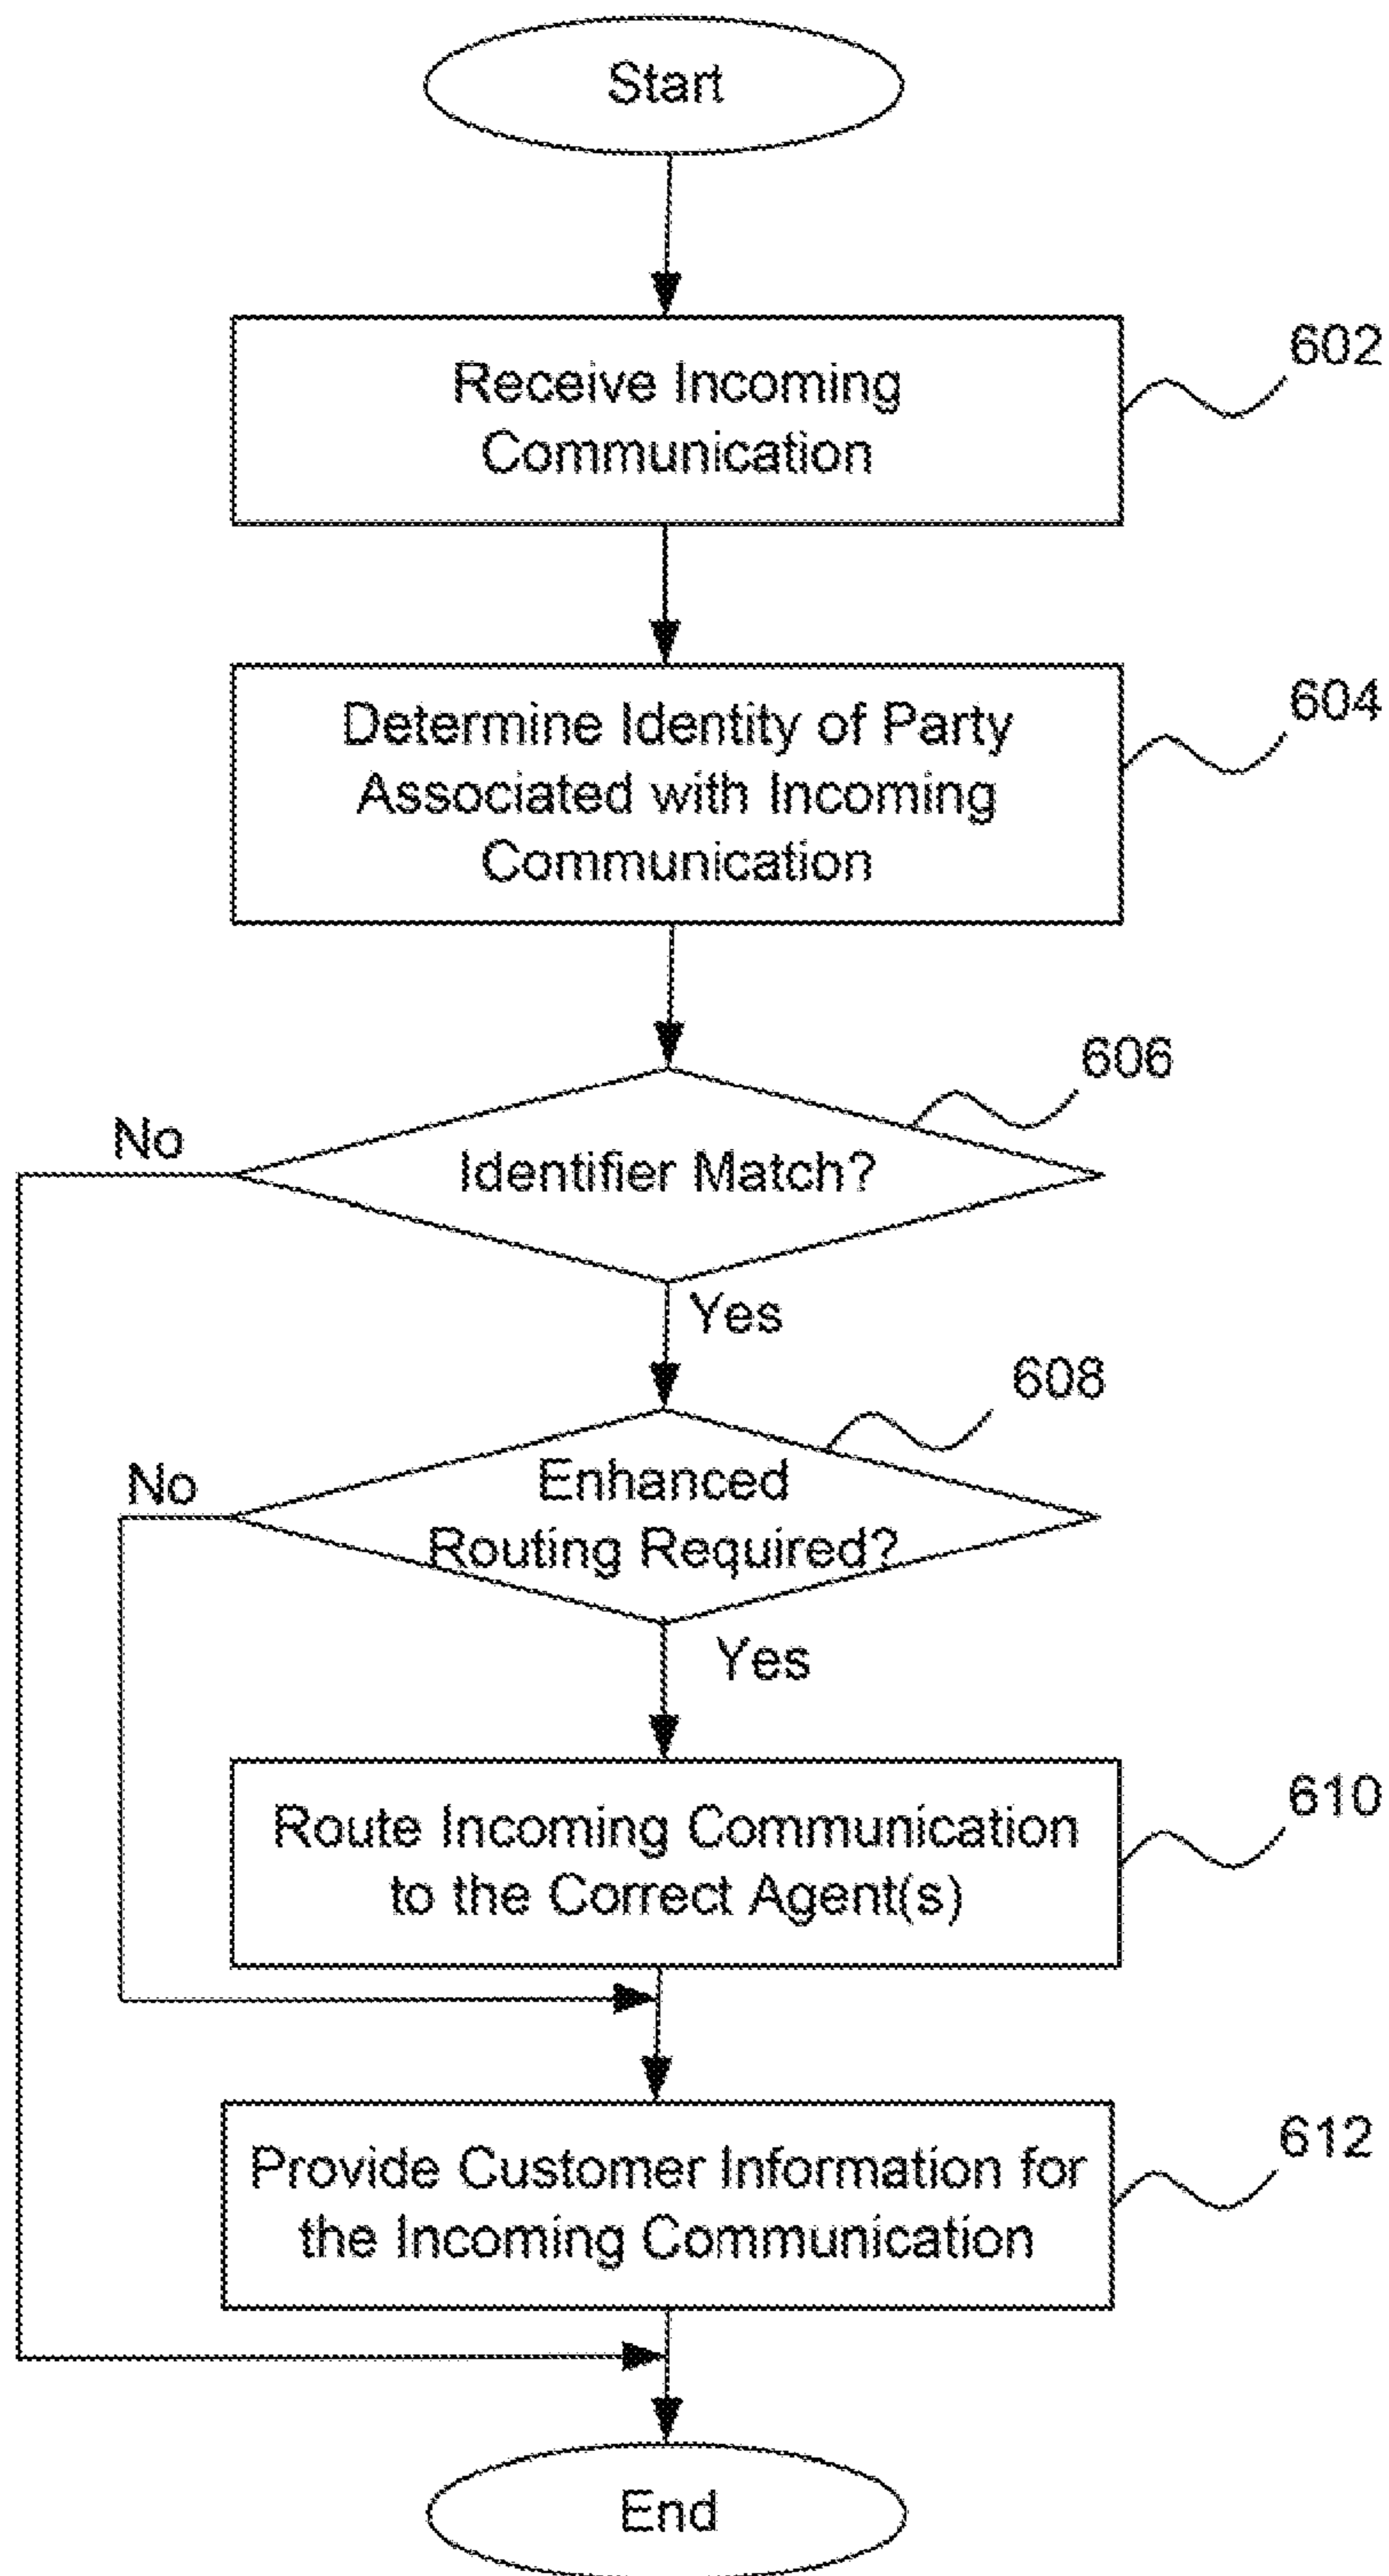 Start
Receive Incoming
Communication
602
Determine Identity of Party
Associated with Incoming
Communication
604
606
No
Identifier Match?
Yes
608
No
Enhanced
Routing Required?
Yes
Route Incoming Communication
to the Correct Agent(s)
610
Provide Customer Information for
the Incoming Communication
612
End